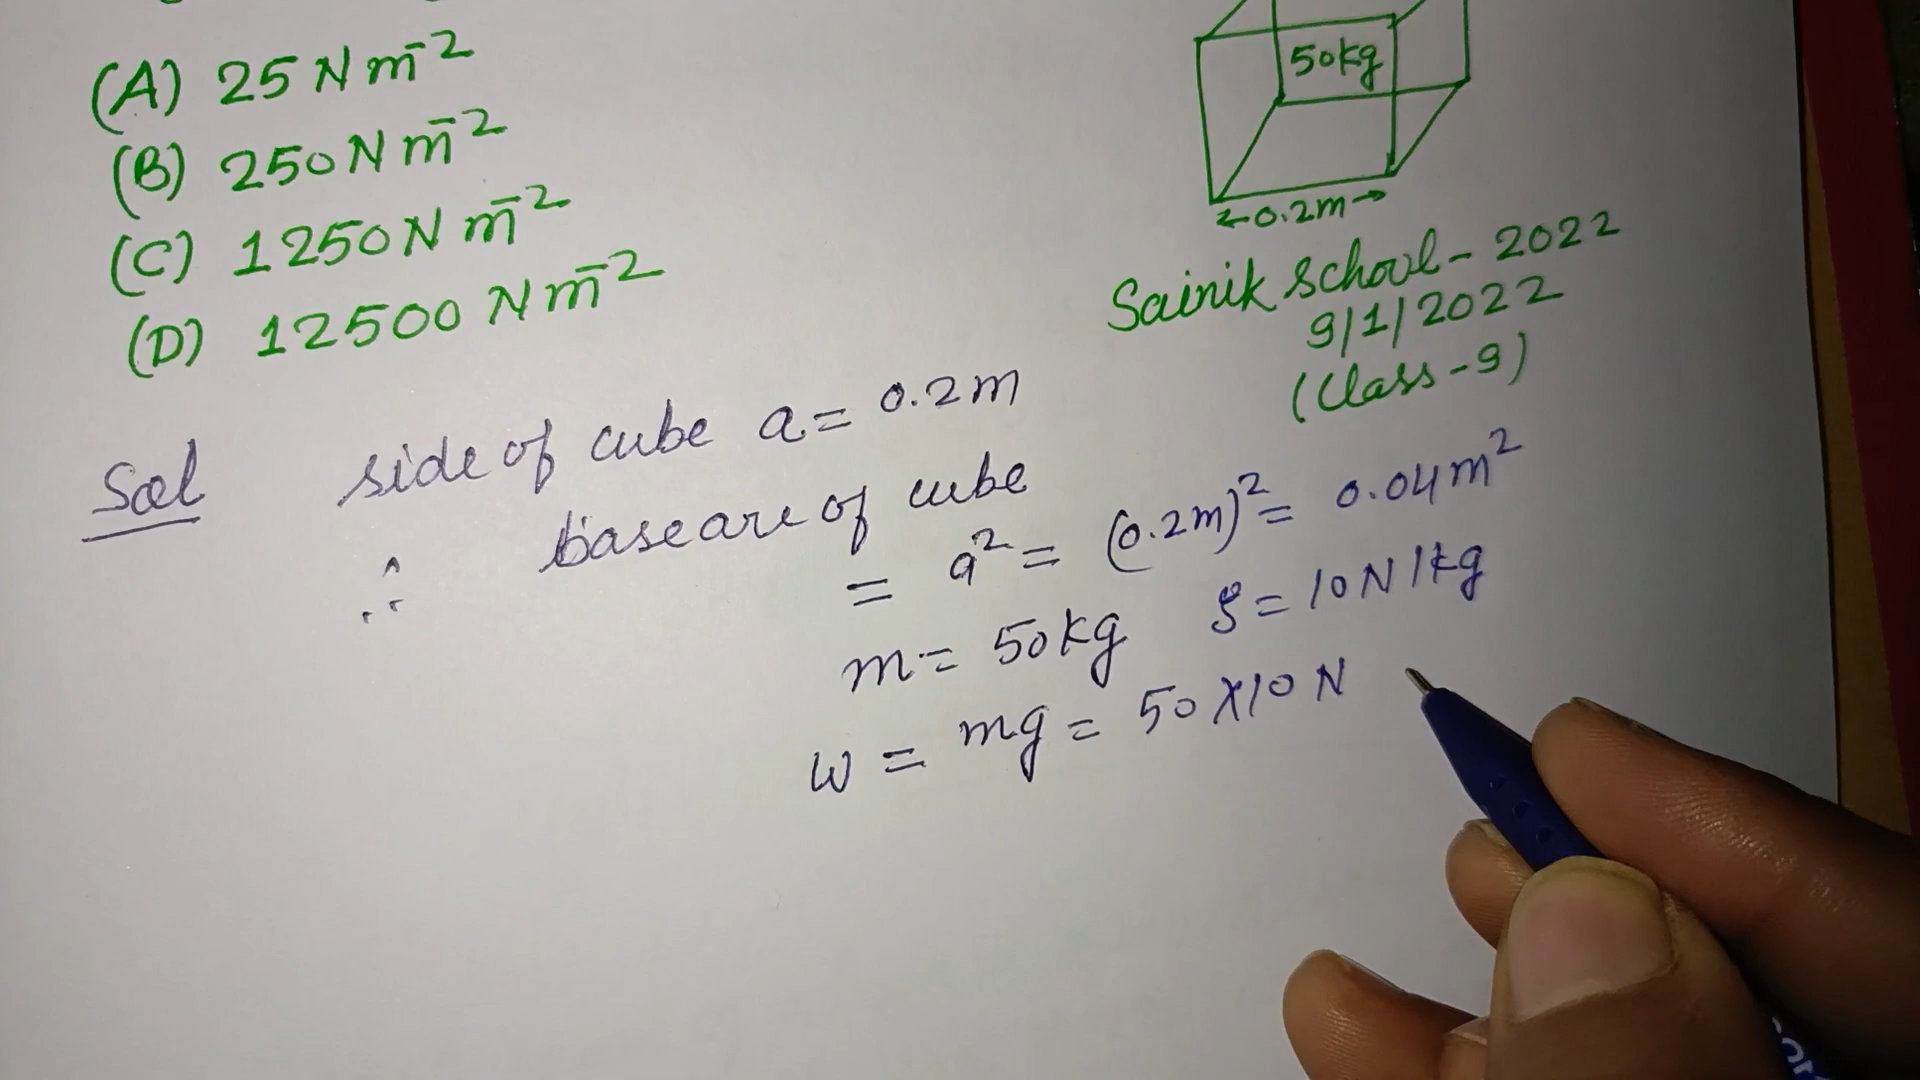 (A) 25 N m̄²
(B) 250 N m̄²
(C) 1250 N m̄²
(D) 12500 N m̄²
50kg
←0.2m→
Sainik School - 2022
9/1/2022
(Class-9)
Sol side of cube a = 0.2m
∴ base are of cube
= a² = (0.2m)² = 0.04m²
m = 50kg g = 10N/kg
W = mg = 50X10 N